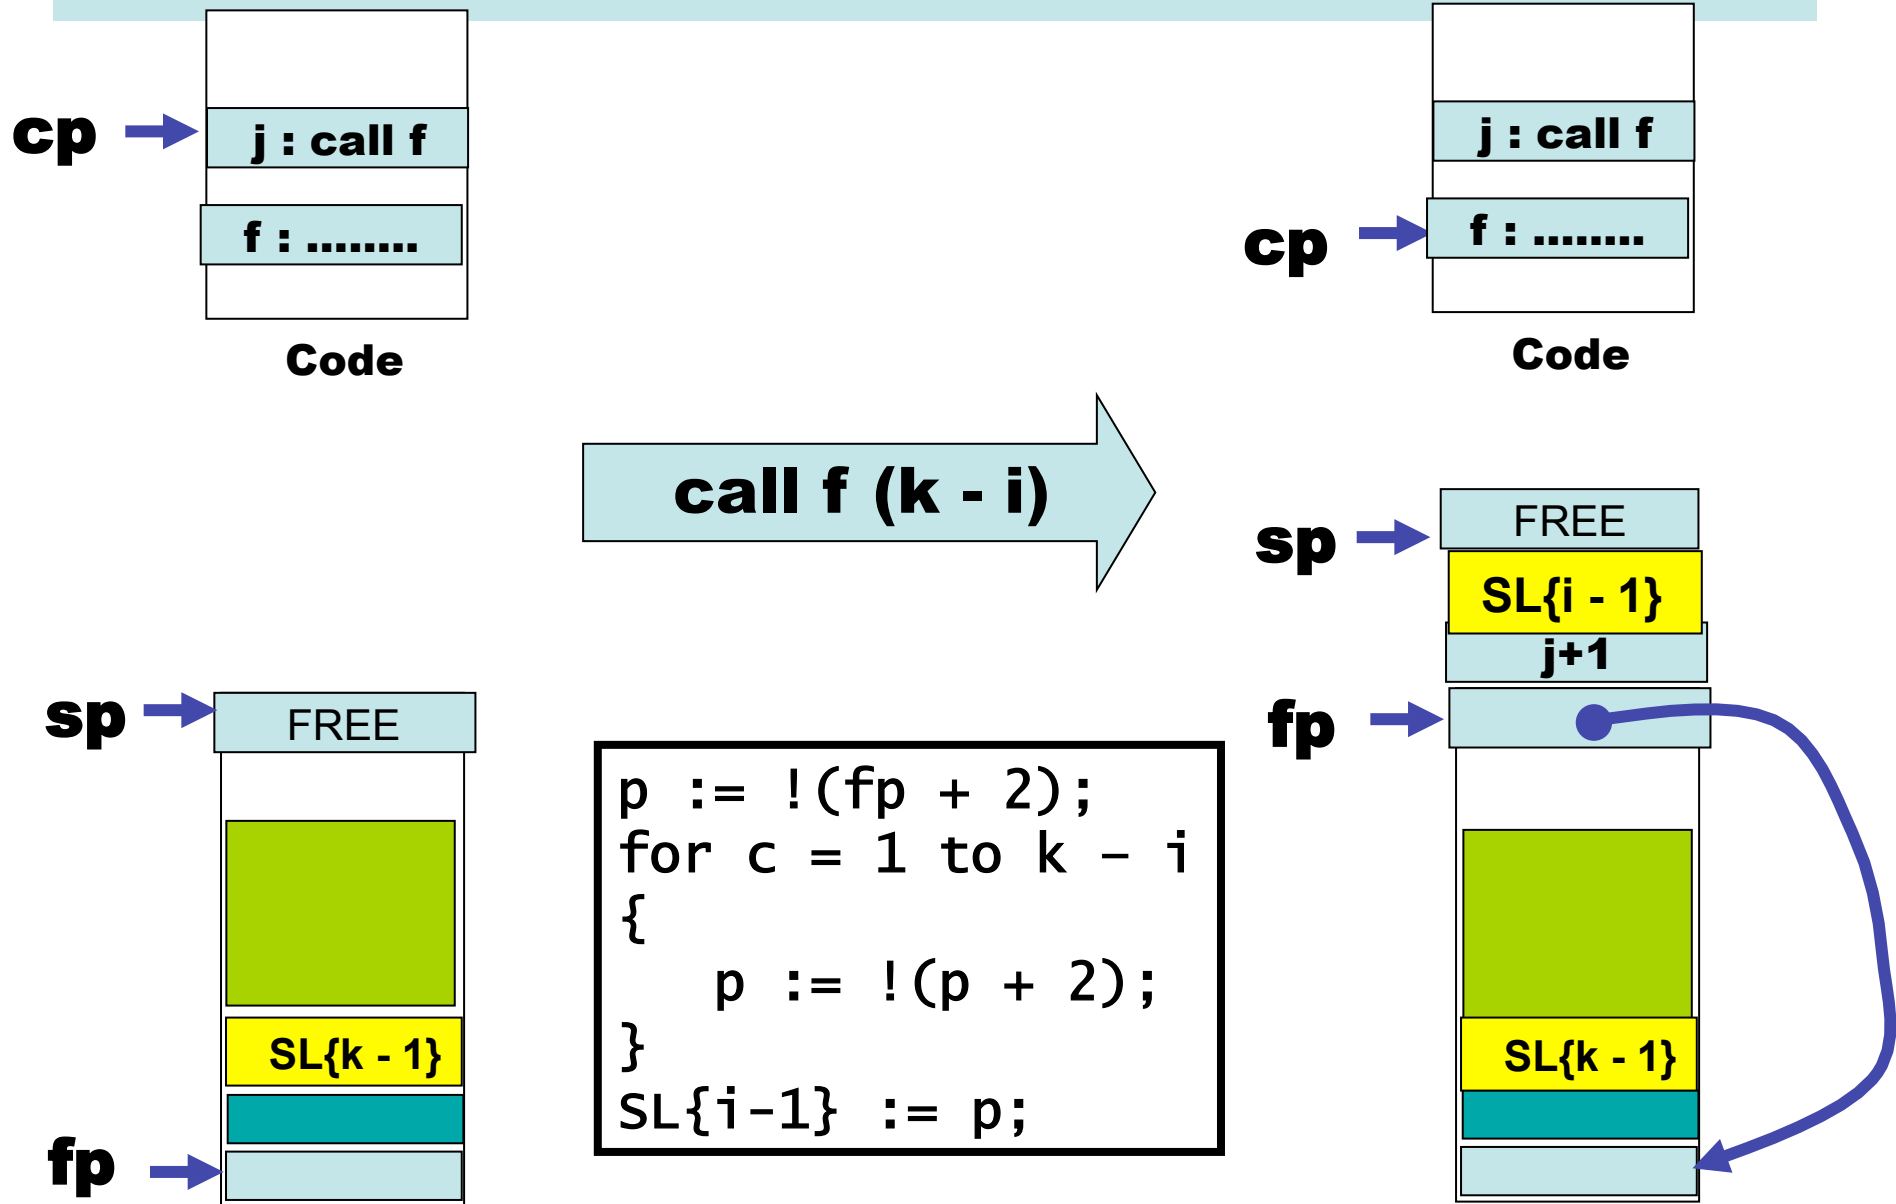 cp
j : call f
f : ........
Code
j : call f
cp
f : ........
Code
call f (k - i)
sp
FREE
SL{k - 1}
fp
p := !(fp + 2);
for c = 1 to k – i
{
p := !(p + 2);
}
SL{i-1} := p;
sp
FREE
SL{i - 1}
j+1
fp
SL{k - 1}